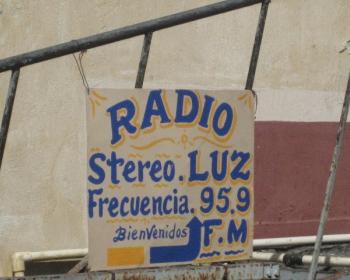 RADIO
Stereo. LUZ
Frecuencia. 95.9
BienVenidos F.M